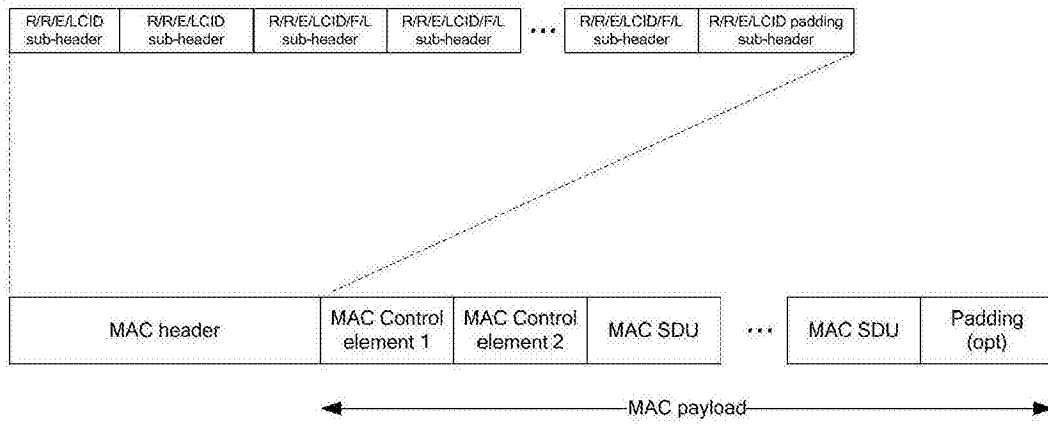 R/R/E/LCID
sub-header
R/R/E/LCID
sub-header
R/R/E/LCID/F/L
sub-header
R/R/E/LCID/F/L
sub-header
...
R/R/E/LCID/F/L
sub-header
R/R/E/LCID padding
sub-header
MAC header
MAC Control
element 1
MAC Control
element 2
MAC SDU
...
MAC SDU
Padding
(opt)
MAC payload